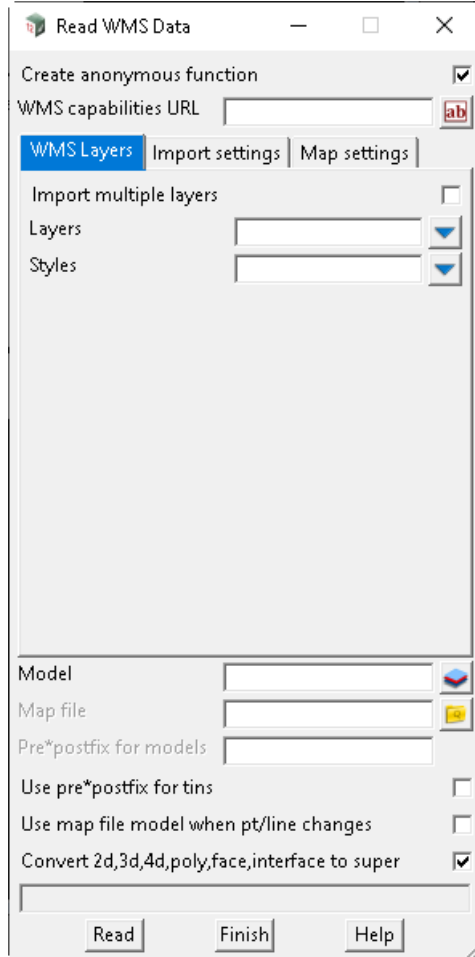 Read WMS Data
Create anonymous function
WMS capabilities URL ab
WMS Layers Import settings Map settings
Import multiple layers
Layers
Styles
Model
Map file
Pre*postfix for models
Use pre*postfix for tins
Use map file model when pt/line changes
Convert 2d,3d,4d,poly,face,interface to super
Read Finish Help